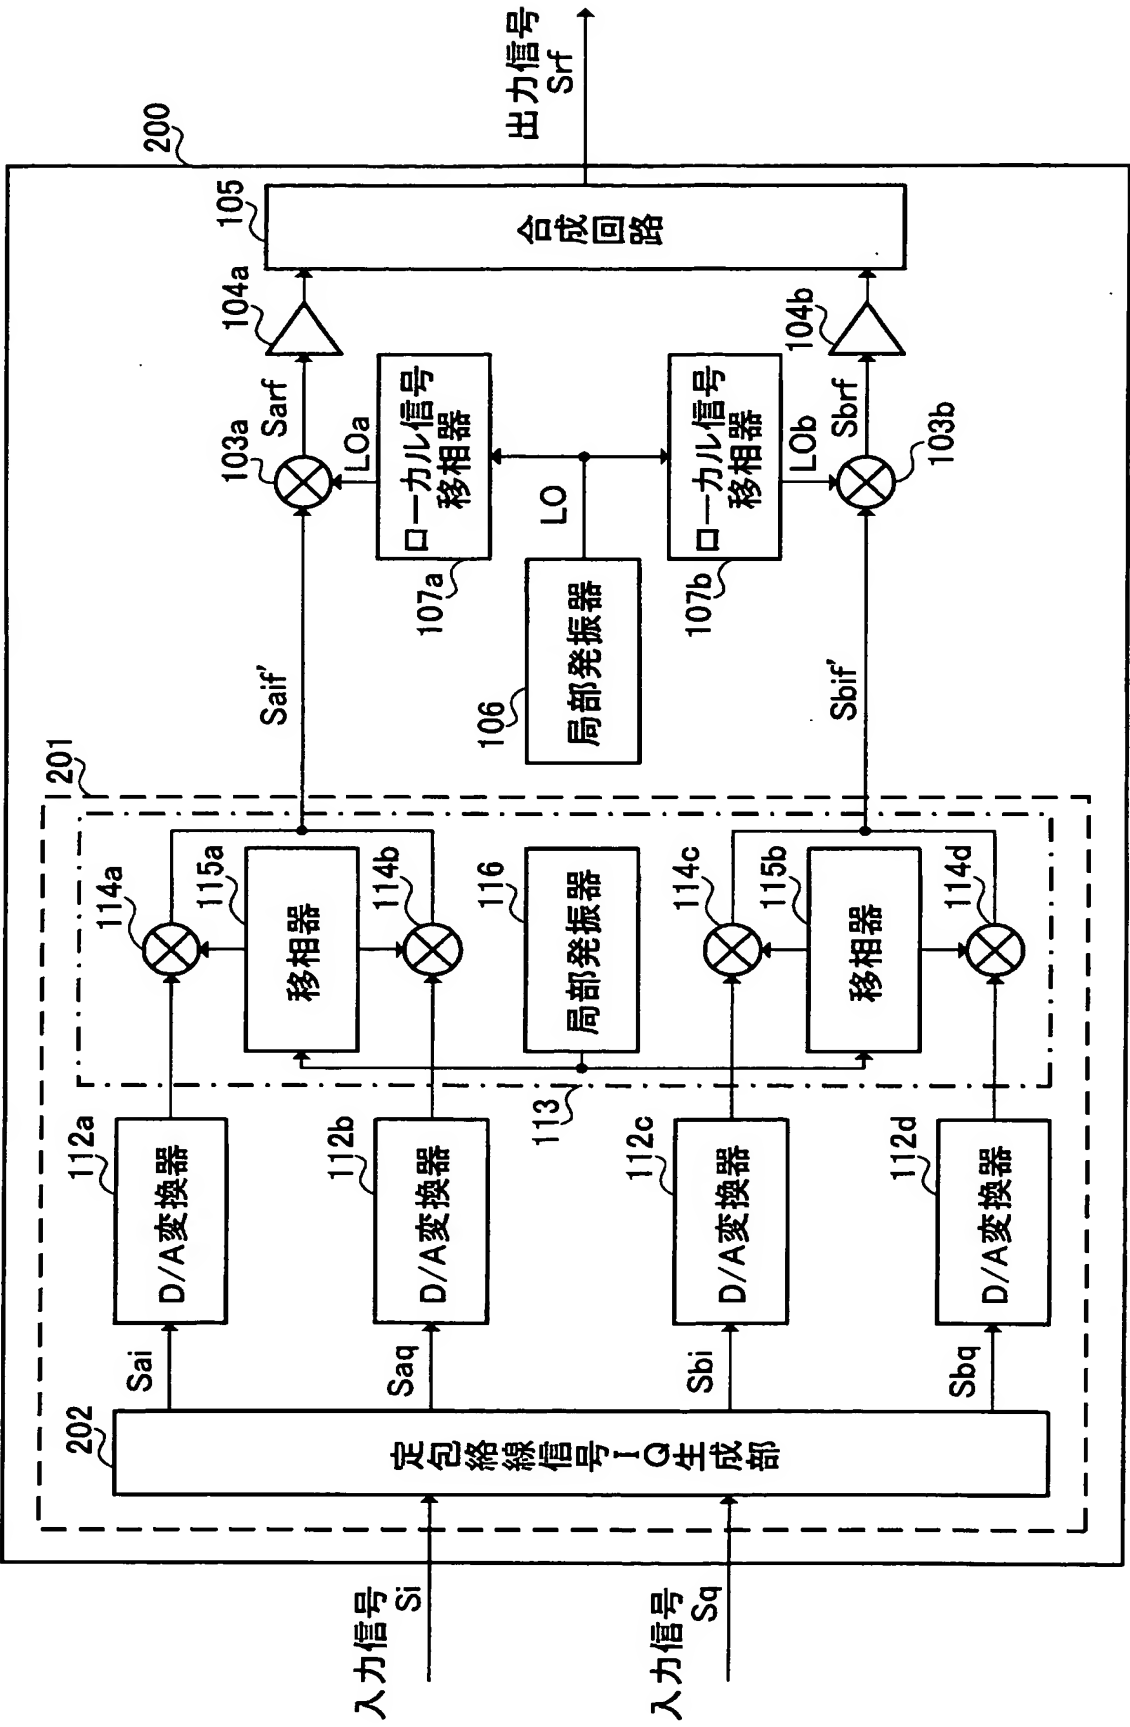 入力信号
Si
入力信号
Sq
202
定包絡線信号IQ生成部
Sai
Saq
Sbi
Sbq
201
112a
D/A変換器
112b
D/A変換器
112c
D/A変換器
112d
D/A変換器
113
114a
115a
移相器
114b
116
局部発振器
114c
115b
移相器
114d
Saif'
Sbif'
106
局部発振器
LO
107a
ローカル信号
移相器
107b
ローカル信号
移相器
LOa
LOb
103a
103b
Sarf
Sbrf
104a
104b
105
合成回路
200
出力信号
Srf